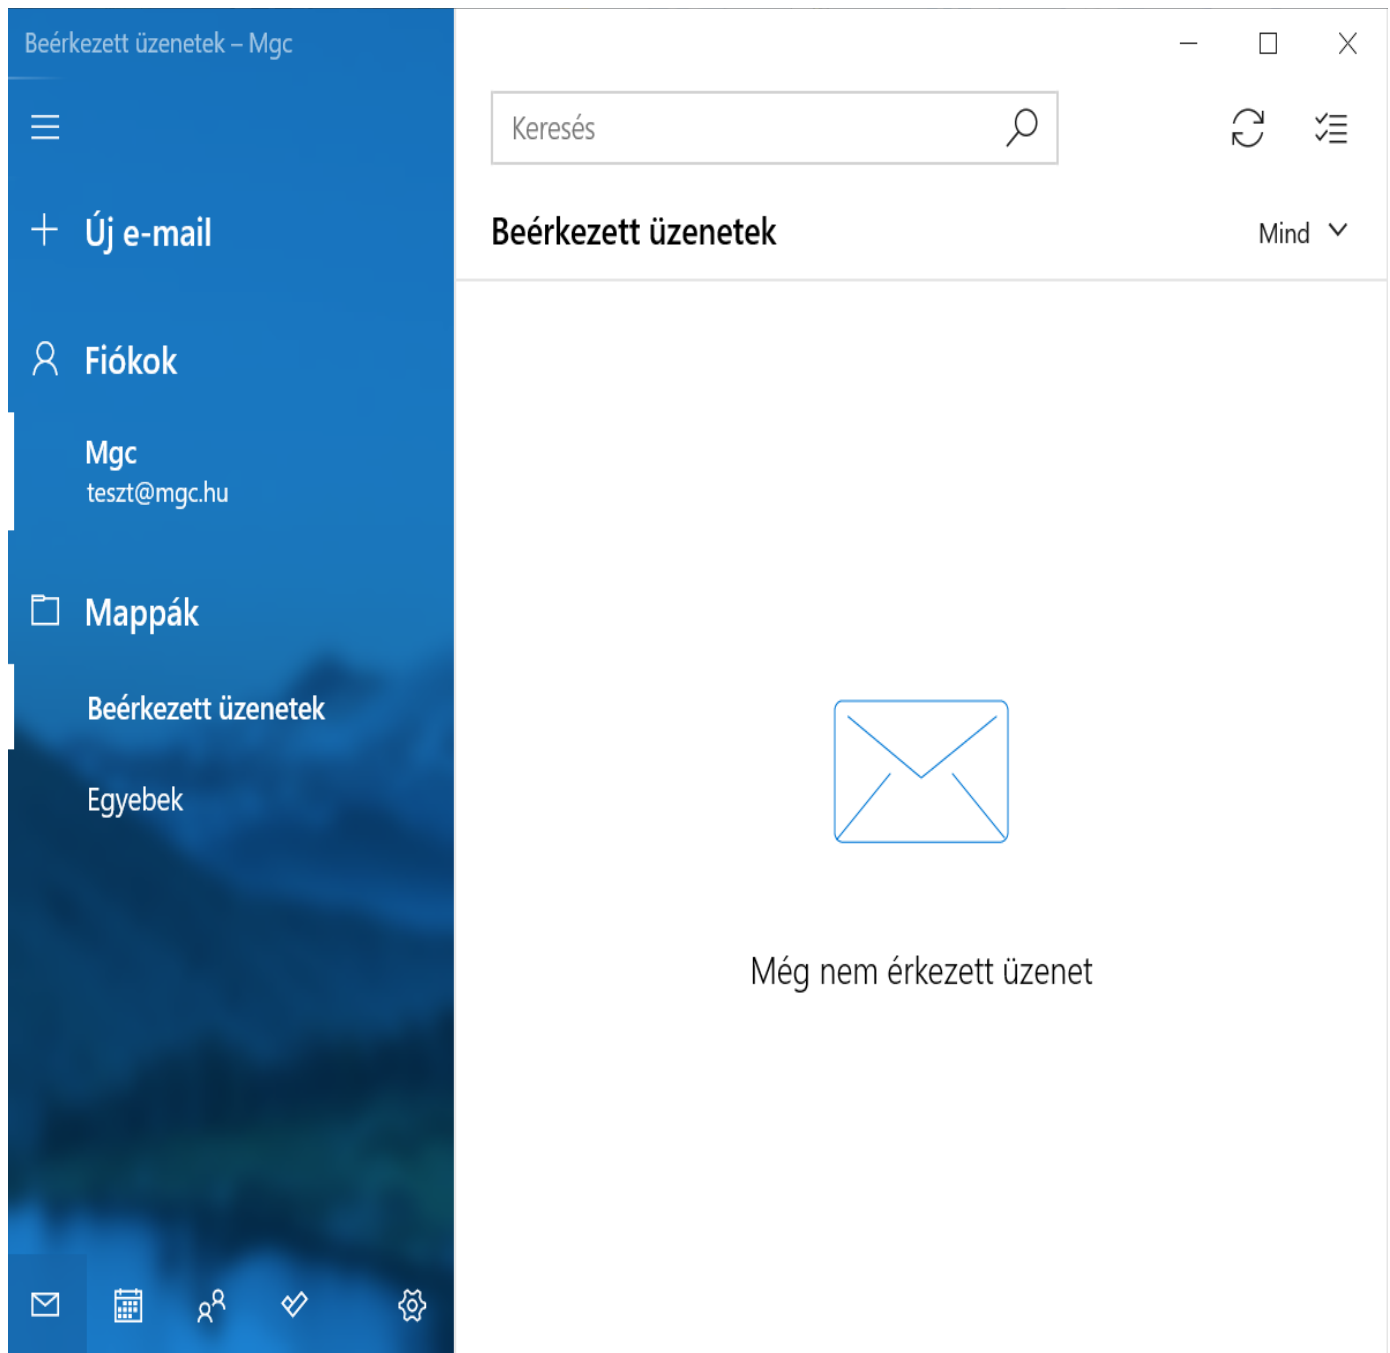 Beérkezett üzenetek – Mgc
Keresés
Új e-mail
Beérkezett üzenetek
Mind
Fiókok
Mgc
teszt@mgc.hu
Mappák
Beérkezett üzenetek
Egyebek
Még nem érkezett üzenet